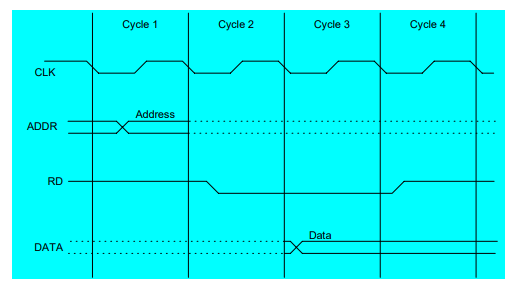 Cycle 1 Cycle 2 Cycle 3 Cycle 4
CLK
Address
ADDR
RD
Data
DATA